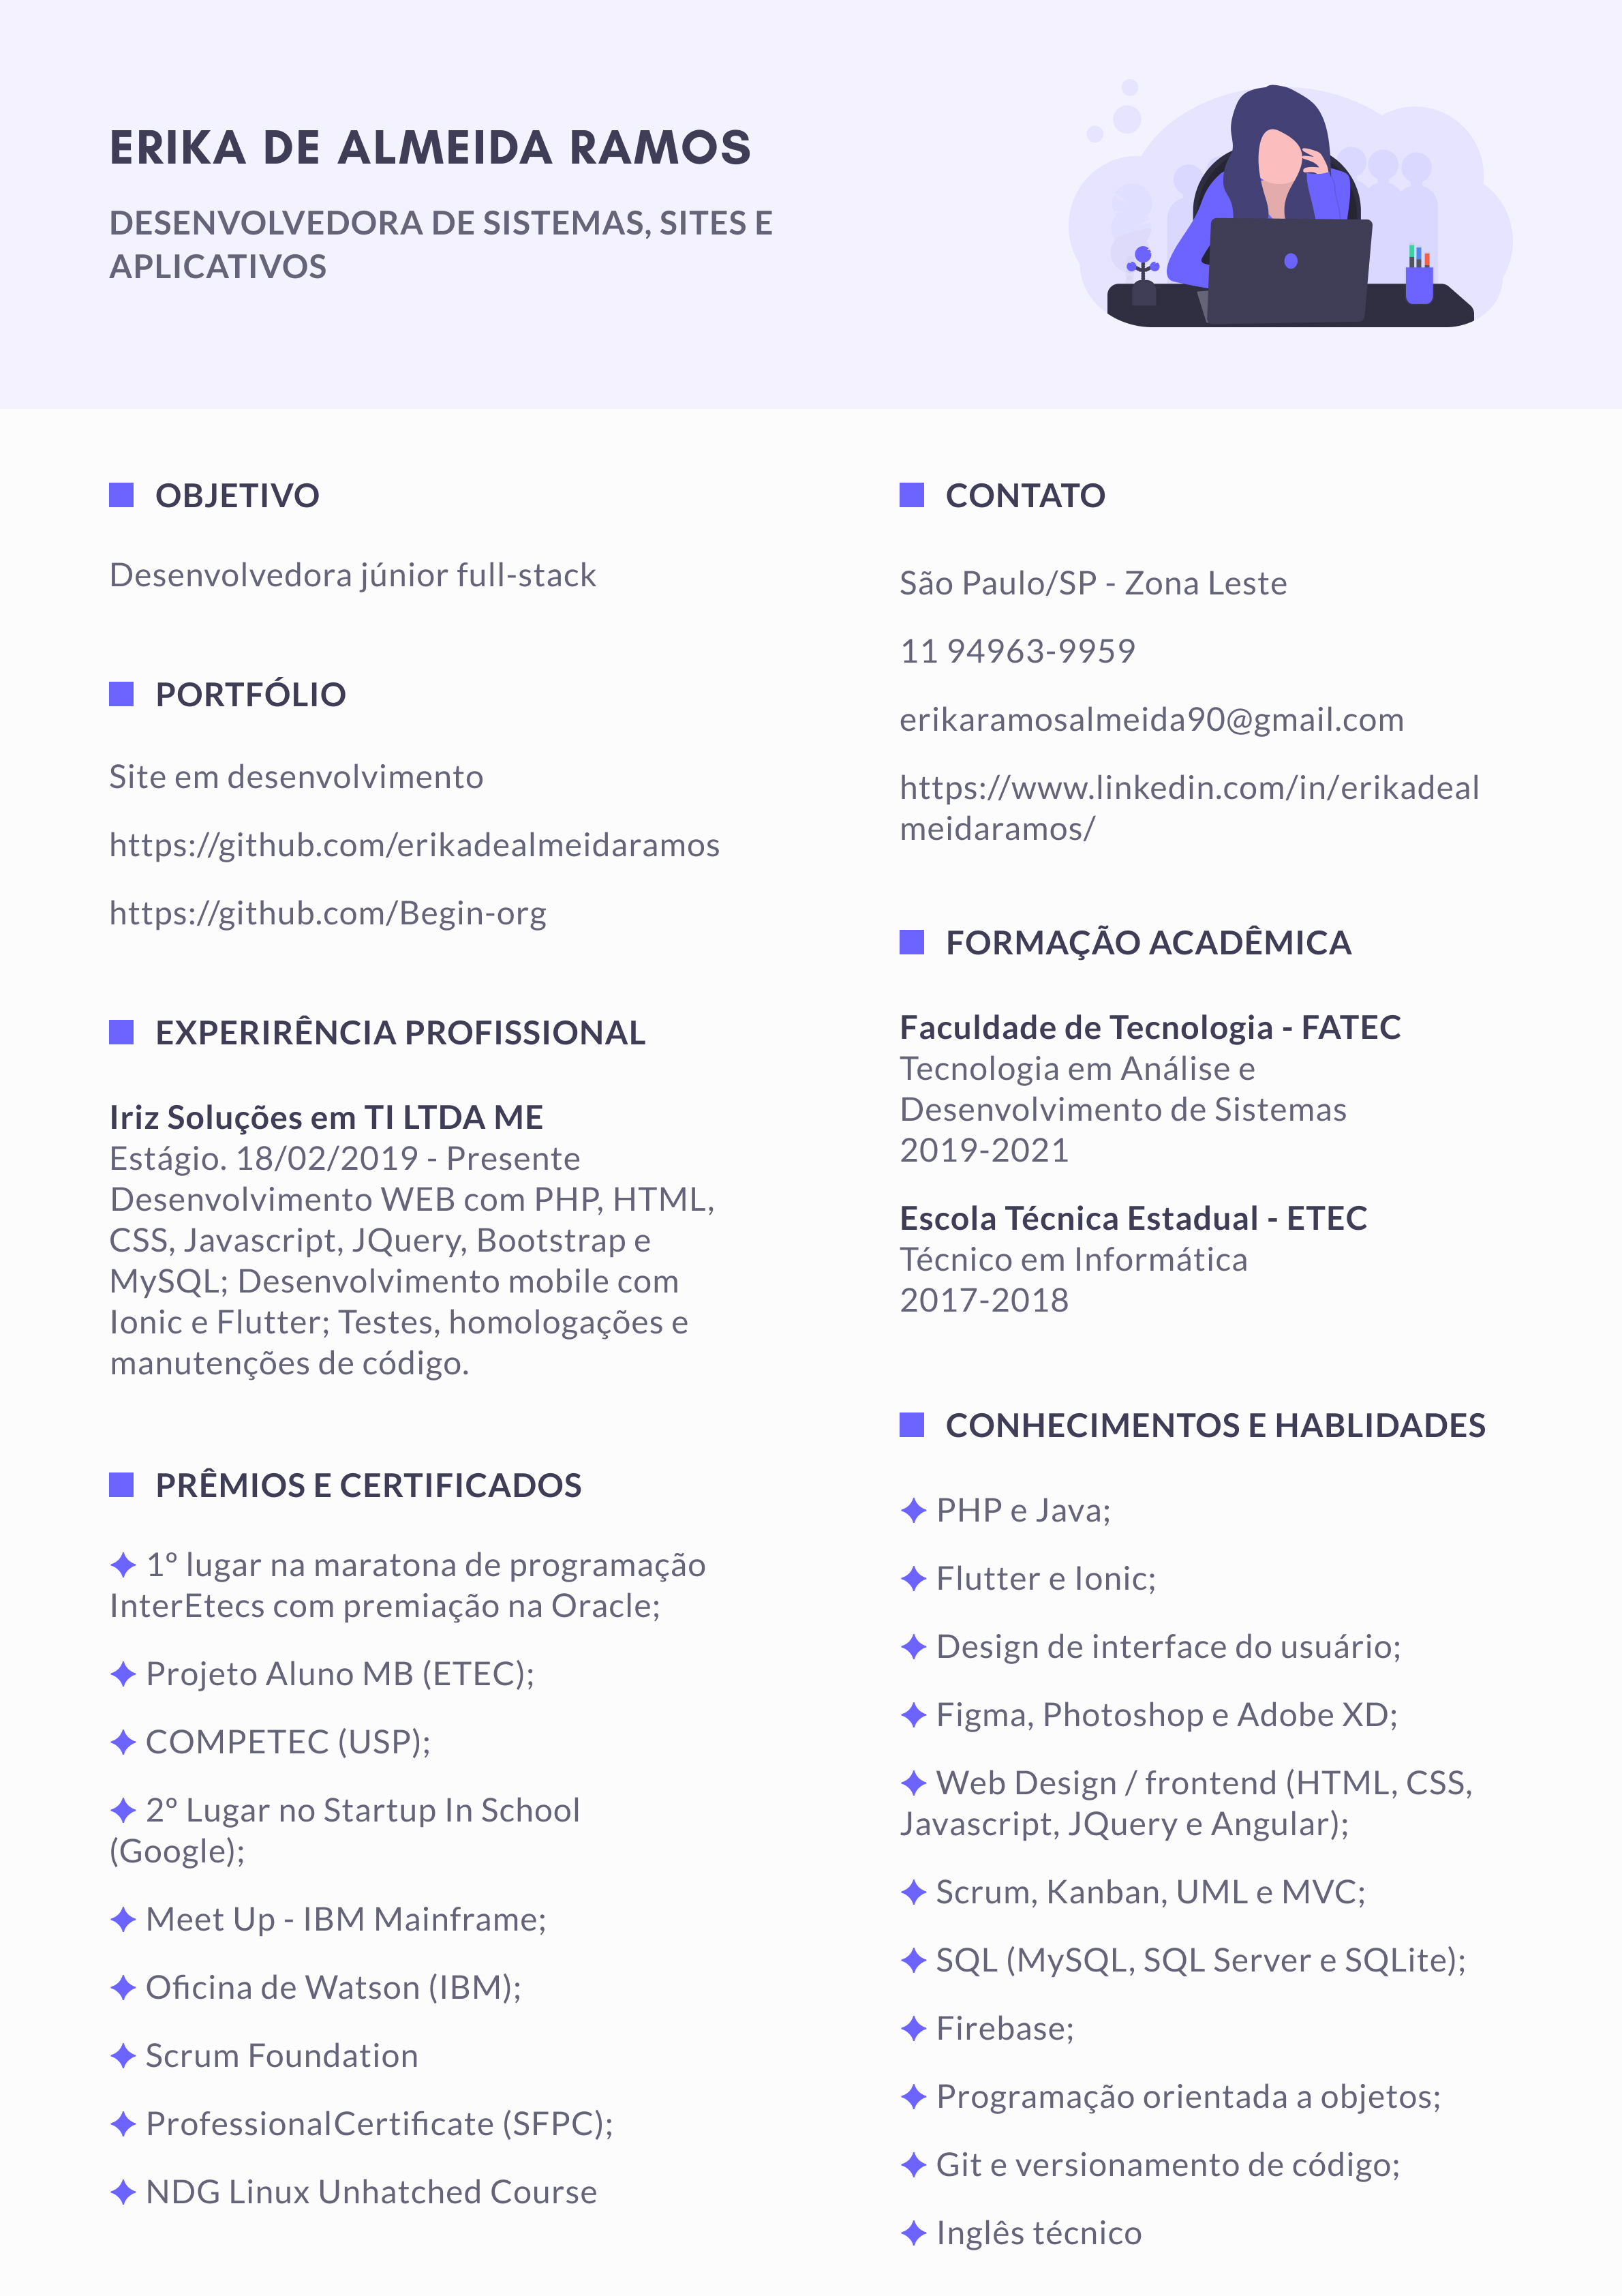 ERIKA DE ALMEIDA RAMOS
DESENVOLVEDORA DE SISTEMAS, SITES E
APLICATIVOS
OBJETIVO
Desenvolvedora júnior full-stack
PORTFÓLIO
Site em desenvolvimento
https://github.com/erikadealmeidaramos
https://github.com/Begin-org
EXPERIRÊNCIA PROFISSIONAL
Iriz Soluções em TI LTDA ME
Estágio. 18/02/2019 - Presente
Desenvolvimento WEB com PHP, HTML,
CSS, Javascript, JQuery, Bootstrap e
MySQL; Desenvolvimento mobile com
Ionic e Flutter; Testes, homologações e
manutenções de código.
PRÊMIOS E CERTIFICADOS
✦ 1º lugar na maratona de programação
InterEtecs com premiação na Oracle;
✦ Projeto Aluno MB (ETEC);
✦ COMPETEC (USP);
✦ 2º Lugar no Startup In School
(Google);
✦ Meet Up - IBM Mainframe;
✦ Oficina de Watson (IBM);
✦ Scrum Foundation
✦ ProfessionalCertificate (SFPC);
✦ NDG Linux Unhatched Course
CONTATO
São Paulo/SP - Zona Leste
11 94963-9959
erikaramosalmeida90@gmail.com
https://www.linkedin.com/in/erikadeal
meidaramos/
FORMAÇÃO ACADÊMICA
Faculdade de Tecnologia - FATEC
Tecnologia em Análise e
Desenvolvimento de Sistemas
2019-2021
Escola Técnica Estadual - ETEC
Técnico em Informática
2017-2018
CONHECIMENTOS E HABLIDADES
✦ PHP e Java;
✦ Flutter e Ionic;
✦ Design de interface do usuário;
✦ Figma, Photoshop e Adobe XD;
✦ Web Design / frontend (HTML, CSS,
Javascript, JQuery e Angular);
✦ Scrum, Kanban, UML e MVC;
✦ SQL (MySQL, SQL Server e SQLite);
✦ Firebase;
✦ Programação orientada a objetos;
✦ Git e versionamento de código;
✦ Inglês técnico